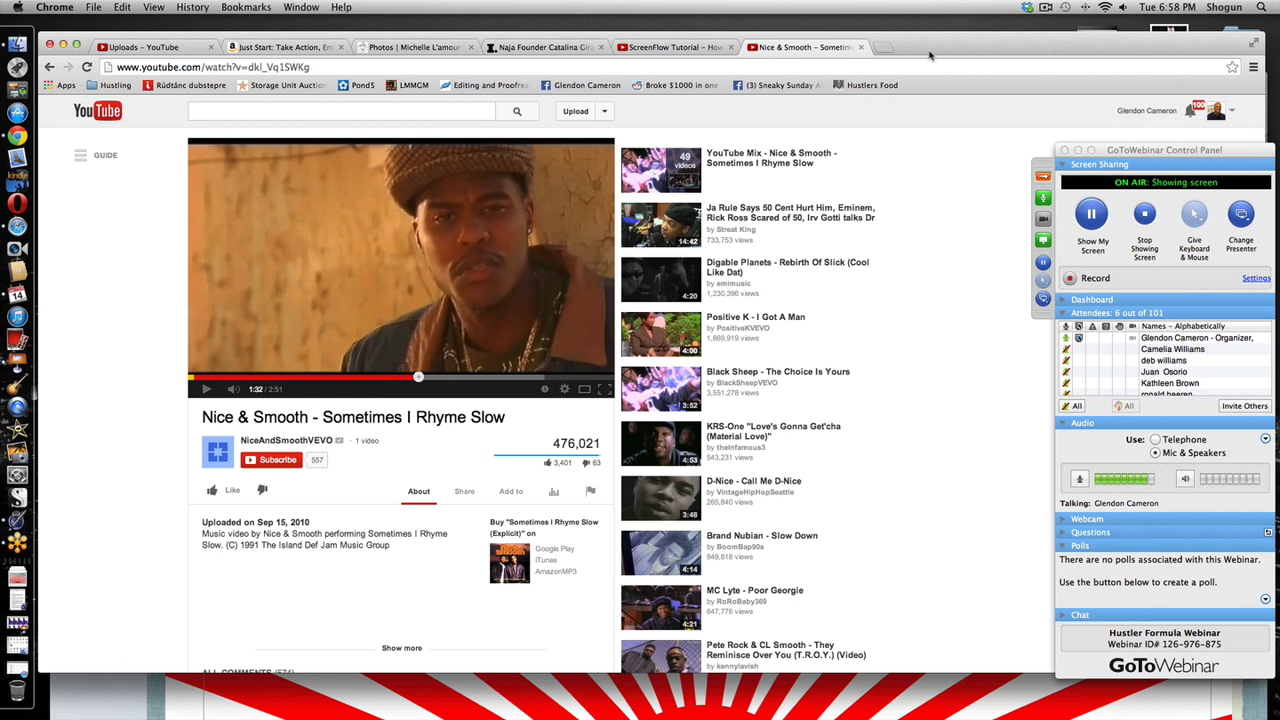 Chrome File Edit View History Bookmarks Window Help
Tue 6:58 PM Shogun
Uploads - YouTube
Just Start: Take Action, Em
Photos | Michelle L'amour
Naja Founder Catalina Gira
ScreenFlow Tutorial - How
Nice & Smooth - Sometim
www.youtube.com/watch?v=dkl_Vq1SWKg
Apps
Hustling
Rútdánc dubstepre
Storage Unit Auction
PondS
LMMGM
Editing and Proofrea
Glendon Cameron
Broke $1000 in one
(3) Sneaky Sunday A
Hustlers Food
YouTube
Upload
Glendon Cameron
100
GUIDE
1:32 / 2:51
Nice & Smooth - Sometimes I Rhyme Slow
NiceAndSmoothVEVO · 1 video
Subscribe 557
476,021
3,401 63
Like
About
Share
Add to
Uploaded on Sep 15, 2010
Music video by Nice & Smooth performing Sometimes I Rhyme
Slow. (C) 1991 The Island Def Jam Music Group
Buy "Sometimes I Rhyme Slow
(Explicit)" on
Google Play
iTunes
AmazonMP3
Show more
ALL COMMENTS (574)
49
videos
YouTube Mix - Nice & Smooth -
Sometimes I Rhyme Slow
14:42
Ja Rule Says 50 Cent Hurt Him, Eminem,
Rick Ross Scared of 50, Irv Gotti talks Dr
by Streat King
733,753 views
4:20
Digable Planets - Rebirth Of Slick (Cool
Like Dat)
by emimusic
1,230,396 views
4:00
Positive K - I Got A Man
by PositiveKVEVO
1,869,919 views
3:52
Black Sheep - The Choice Is Yours
by BlackSheepVEVO
3,551,278 views
4:53
KRS-One "Love's Gonna Get'cha
(Material Love)"
by theinfamous3
543,231 views
3:48
D-Nice - Call Me D-Nice
by VintageHipHopSeattle
265,840 views
4:14
Brand Nubian - Slow Down
by BoomBap90s
949,818 views
4:21
MC Lyte - Poor Georgie
by RoRoBaby369
647,776 views
Pete Rock & CL Smooth - They
Reminisce Over You (T.R.O.Y.) (Video)
by kennylavish
GoToWebinar Control Panel
Screen Sharing
ON AIR: Showing screen
Show My
Screen
Stop
Showing
Screen
Give
Keyboard
& Mouse
Change
Presenter
Record
Settings
Dashboard
Attendees: 6 out of 101
Names - Alphabetically
Glendon Cameron - Organizer,
Camelia Williams
deb williams
Juan Osorio
Kathleen Brown
ronald heeren
All
All
Invite Others
Audio
Use: Telephone
Mic & Speakers
Talking: Glendon Cameron
Webcam
Questions
Polls
There are no polls associated with this Webinar.
Use the button below to create a poll.
Chat
Hustler Formula Webinar
Webinar ID# 126-976-875
GoToWebinar
kindle
14